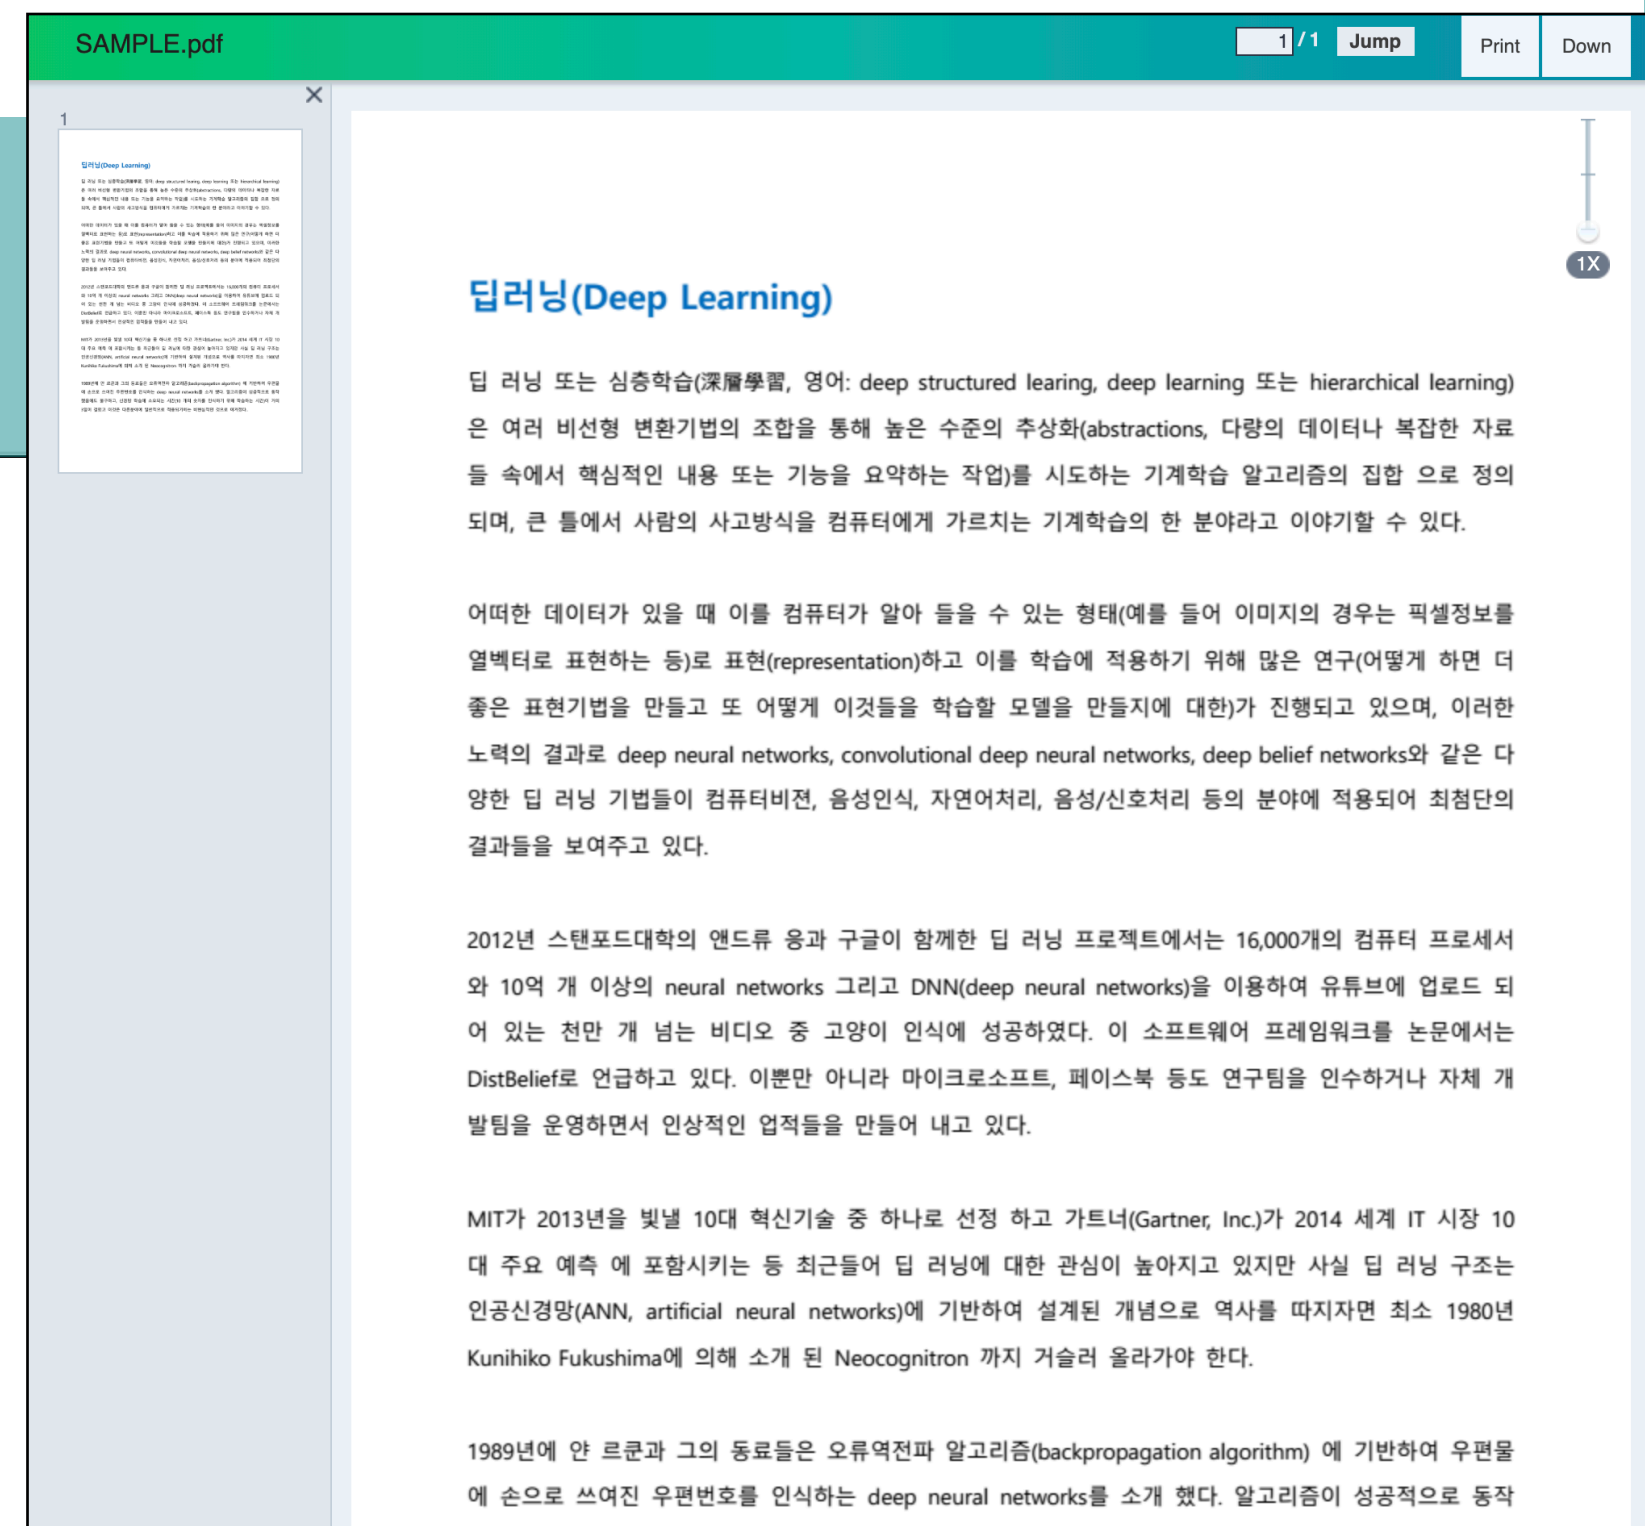 SAMPLE.pdf
1 / 1 Jump Print Down
1
1X
딥러닝(Deep Learning)
딥 러닝 또는 심층학습(深層學習, 영어: deep structured learing, deep learning 또는 hierarchical learning)
은 여러 비선형 변환기법의 조합을 통해 높은 수준의 추상화(abstractions, 다량의 데이터나 복잡한 자료
들 속에서 핵심적인 내용 또는 기능을 요약하는 작업)를 시도하는 기계학습 알고리즘의 집합 으로 정의
되며, 큰 틀에서 사람의 사고방식을 컴퓨터에게 가르치는 기계학습의 한 분야라고 이야기할 수 있다.
어떠한 데이터가 있을 때 이를 컴퓨터가 알아 들을 수 있는 형태(예를 들어 이미지의 경우는 픽셀정보를
열벡터로 표현하는 등)로 표현(representation)하고 이를 학습에 적용하기 위해 많은 연구(어떻게 하면 더
좋은 표현기법을 만들고 또 어떻게 이것들을 학습할 모델을 만들지에 대한)가 진행되고 있으며, 이러한
노력의 결과로 deep neural networks, convolutional deep neural networks, deep belief networks와 같은 다
양한 딥 러닝 기법들이 컴퓨터비젼, 음성인식, 자연어처리, 음성/신호처리 등의 분야에 적용되어 최첨단의
결과들을 보여주고 있다.
2012년 스탠포드대학의 앤드류 응과 구글이 함께한 딥 러닝 프로젝트에서는 16,000개의 컴퓨터 프로세서
와 10억 개 이상의 neural networks 그리고 DNN(deep neural networks)을 이용하여 유튜브에 업로드 되
어 있는 천만 개 넘는 비디오 중 고양이 인식에 성공하였다. 이 소프트웨어 프레임워크를 논문에서는
DistBelief로 언급하고 있다. 이뿐만 아니라 마이크로소프트, 페이스북 등도 연구팀을 인수하거나 자체 개
발팀을 운영하면서 인상적인 업적들을 만들어 내고 있다.
MIT가 2013년을 빛낼 10대 혁신기술 중 하나로 선정 하고 가트너(Gartner, Inc.)가 2014 세계 IT 시장 10
대 주요 예측 에 포함시키는 등 최근들어 딥 러닝에 대한 관심이 높아지고 있지만 사실 딥 러닝 구조는
인공신경망(ANN, artificial neural networks)에 기반하여 설계된 개념으로 역사를 따지자면 최소 1980년
Kunihiko Fukushima에 의해 소개 된 Neocognitron 까지 거슬러 올라가야 한다.
1989년에 얀 르쿤과 그의 동료들은 오류역전파 알고리즘(backpropagation algorithm) 에 기반하여 우편물
에 손으로 쓰여진 우편번호를 인식하는 deep neural networks를 소개 했다. 알고리즘이 성공적으로 동작